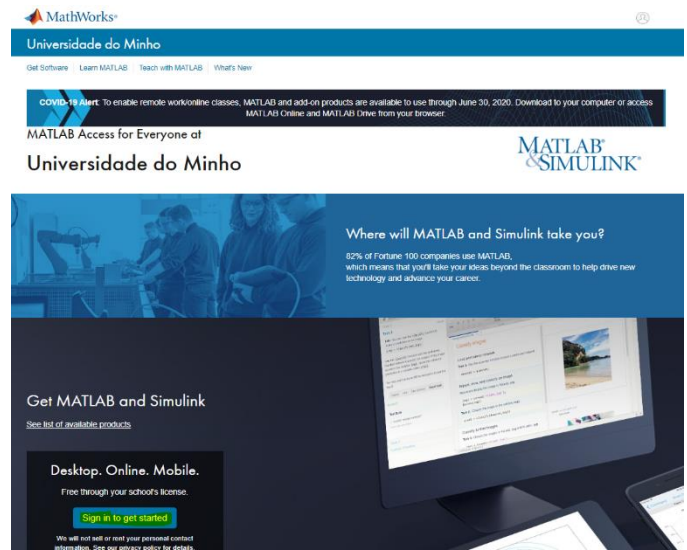 MathWorks®
Universidade do Minho
Get Software
Learn MATLAB
Teach with MATLAB
What's New
COVID-19 Alert: To enable remote work/online classes, MATLAB and add-on products are available to use through June 30, 2020. Download to your computer or access
MATLAB Online and MATLAB Drive from your browser.
MATLAB Access for Everyone at
Universidade do Minho
MATLAB®
&SIMULINK®
Where will MATLAB and Simulink take you?
82% of Fortune 100 companies use MATLAB,
which means that you'll take your ideas beyond the classroom to help drive new
technology and advance your career.
Get MATLAB and Simulink
See list of available products
Desktop. Online. Mobile.
Free through your school's license.
Sign in to get started
We will not sell or rent your personal contact
information. See our privacy policy for details.